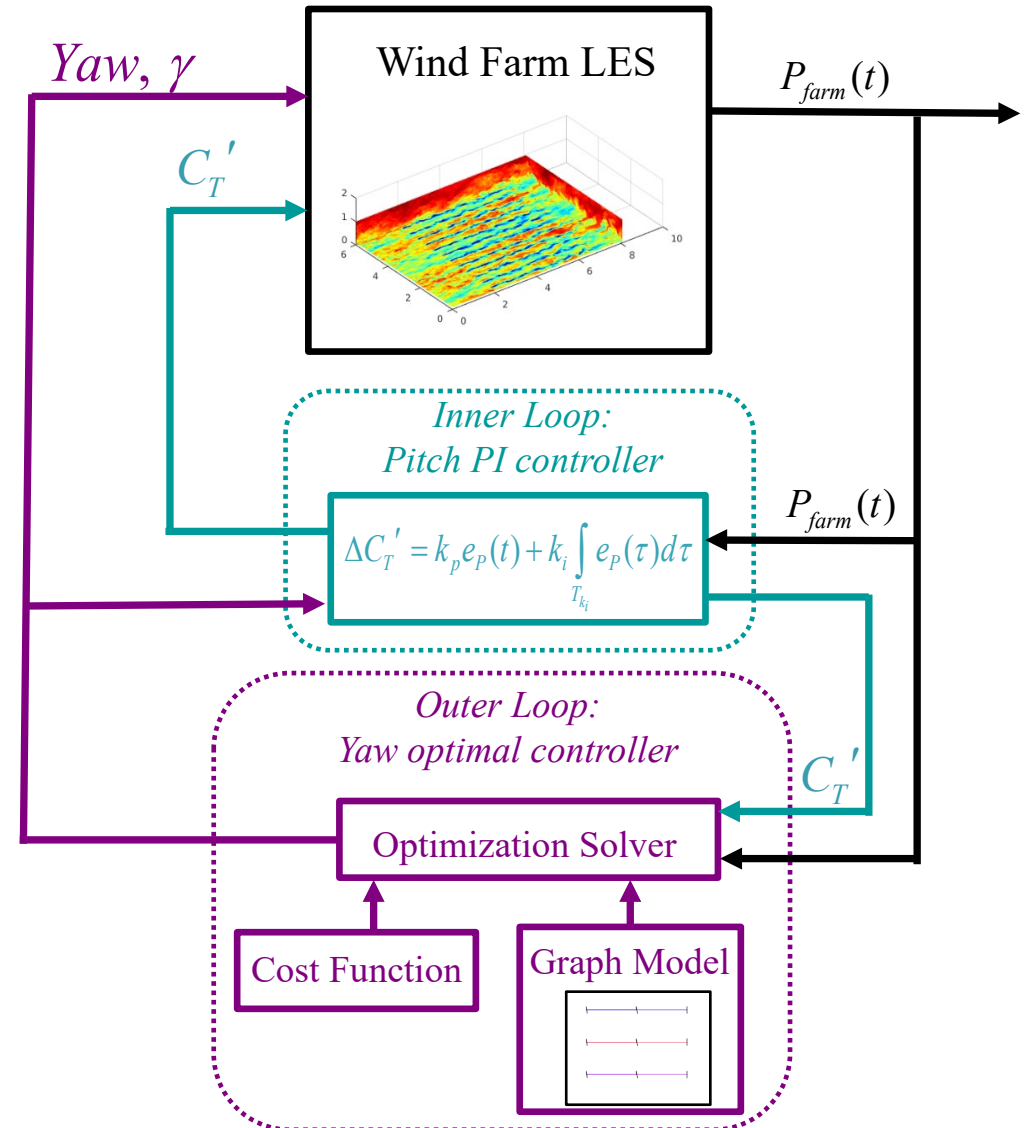 Yaw, γ
Wind Farm LES
P_farm(t)
C_T'
2
1
0
6
4
2
0
0
2
4
6
8
10
Inner Loop:
Pitch PI controller
P_farm(t)
ΔC_T' = k_p e_P(t) + k_i ∫_{T_{k_i}} e_P(τ)dτ
Outer Loop:
Yaw optimal controller
C_T'
Optimization Solver
Cost Function
Graph Model